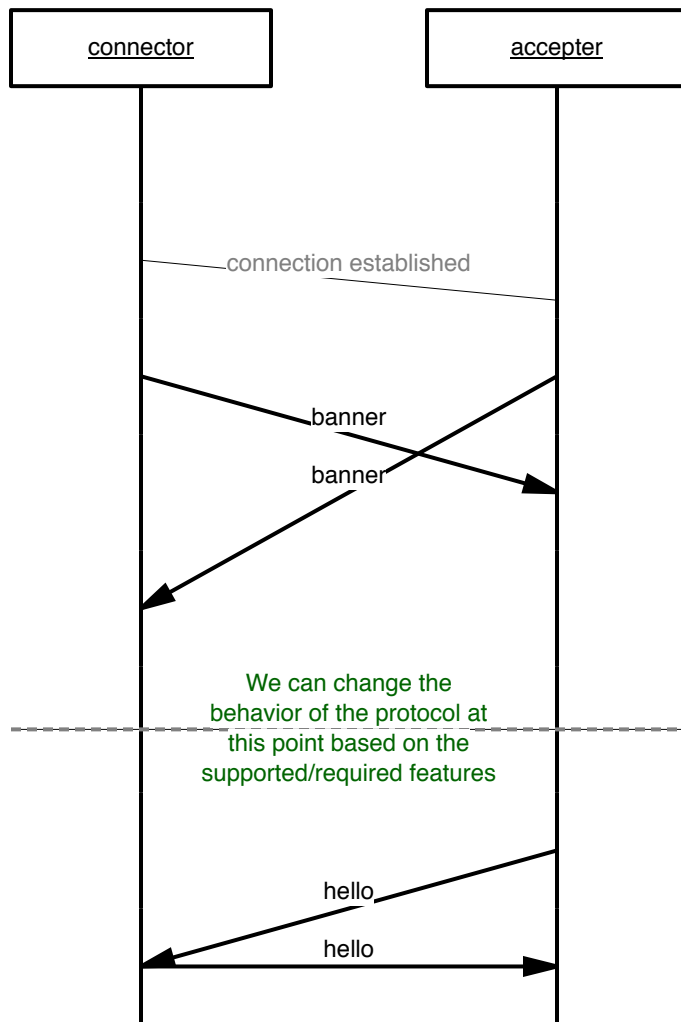 connector
accepter
connection established
banner
banner
We can change the
behavior of the protocol at
this point based on the
supported/required features
hello
hello